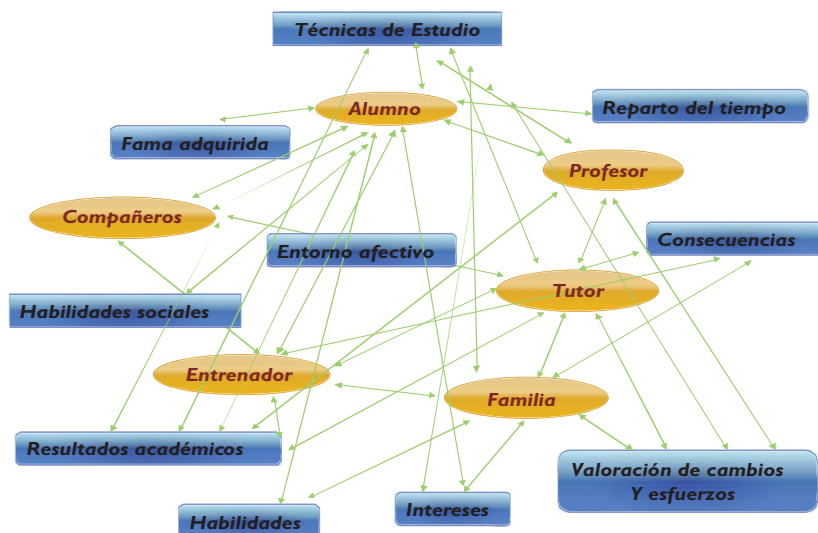 Técnicas de Estudio
Alumno
Reparto del tiempo
Fama adquirida
Profesor
Compañeros
Entorno afectivo
Consecuencias
Tutor
Habilidades sociales
Entrenador
Familia
Resultados académicos
Valoración de cambios
Y esfuerzos
Intereses
Habilidades